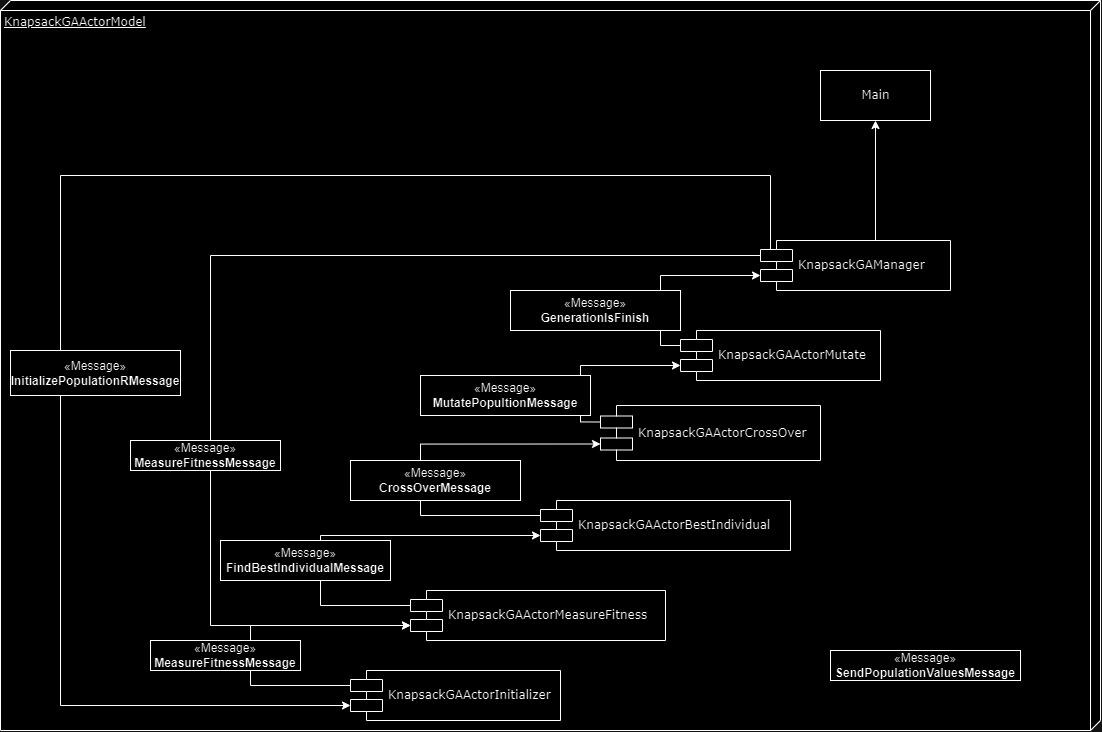 KnapsackGAActorModel
Main
KnapsackGAManager
«Message»
GenerationIsFinish
KnapsackGAActorMutate
«Message»
InitializePopulationRMessage
«Message»
MutatePopultionMessage
KnapsackGAActorCrossOver
«Message»
MeasureFitnessMessage
«Message»
CrossOverMessage
KnapsackGAActorBestIndividual
«Message»
FindBestIndividualMessage
KnapsackGAActorMeasureFitness
«Message»
MeasureFitnessMessage
«Message»
SendPopulationValuesMessage
KnapsackGAActorInitializer